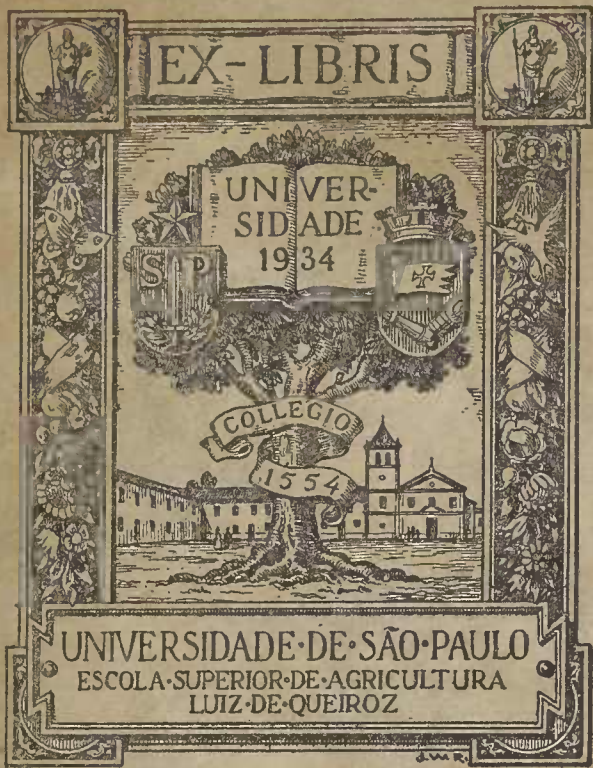 EX-LIBRIS
UNIVER-
SIDADE
1934
S P
COLLEGIO
1554
UNIVERSIDADE·DE·SÃO·PAULO
ESCOLA·SUPERIOR·DE·AGRICULTURA
LUIZ·DE·QUEIROZ
J.W.R.